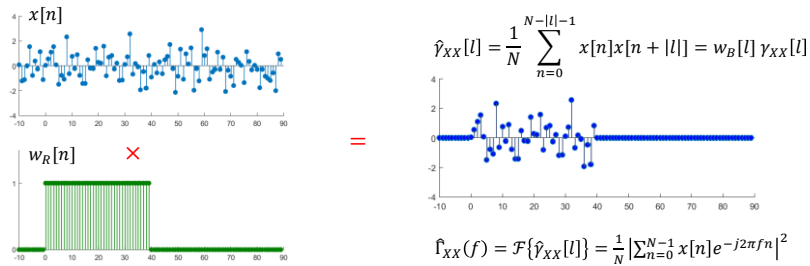 x[n]
4
2
0
-2
-4
-10 0 10 20 30 40 50 60 70 80 90
×
w_R[n]
1
0
-10 0 10 20 30 40 50 60 70 80 90
=
γ̂_XX[l] = 1/N ∑_{n=0}^{N−|l|−1} x[n]x[n + |l|] = w_B[l] γ_XX[l]
4
2
0
-2
-4
-10 0 10 20 30 40 50 60 70 80 90
Γ̂_XX(f) = ℱ{γ̂_XX[l]} = 1/N |∑_{n=0}^{N−1} x[n]e^{−j2πfn}|^2